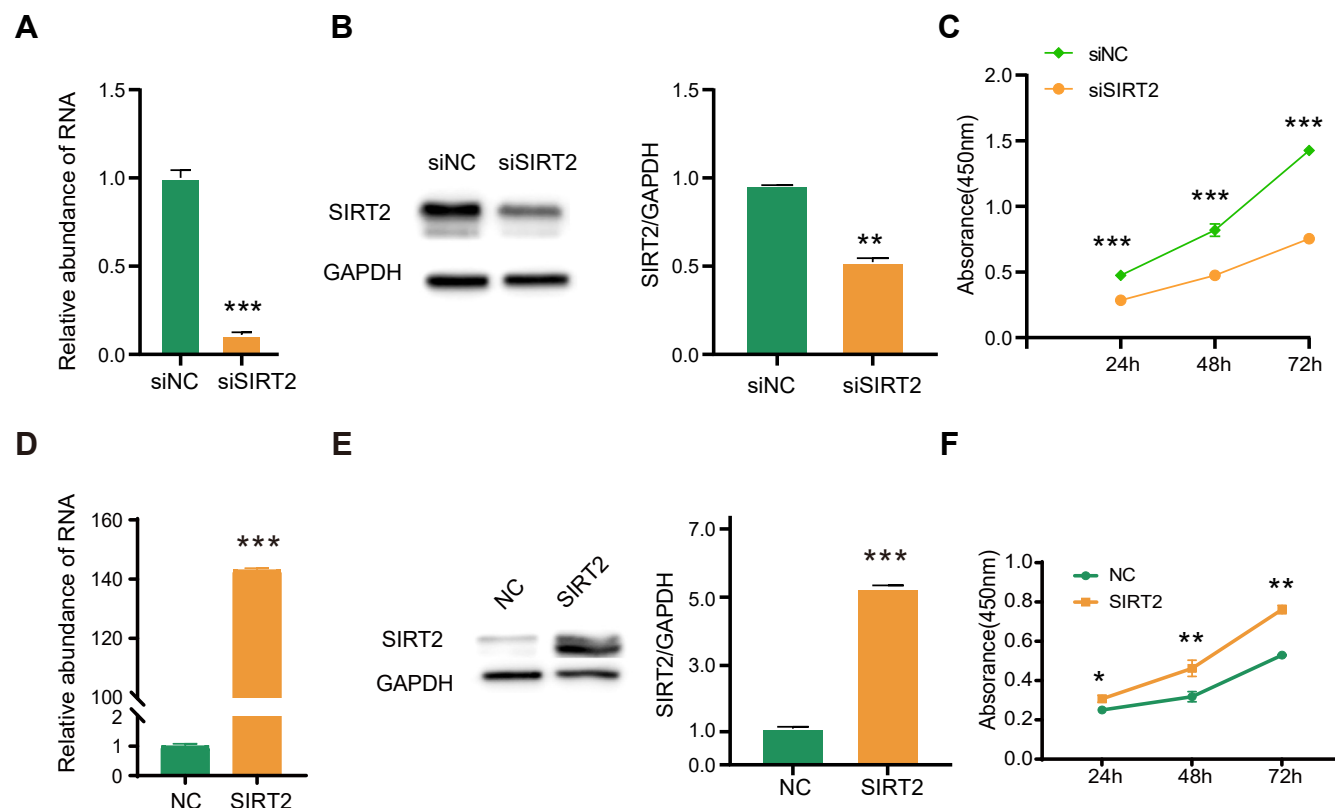 A
Relative abundance of RNA
1.5
1.0
0.5
0.0
***
siNC
siSIRT2
B
siNC siSIRT2
SIRT2
GAPDH
SIRT2/GAPDH
1.5
1.0
0.5
0.0
**
siNC
siSIRT2
C
siNC
siSIRT2
Absorance(450nm)
2.0
1.5
1.0
0.5
0.0
***
***
***
24h 48h 72h
D
Relative abundance of RNA
160
140
120
100
2
1
0
***
NC SIRT2
E
NC SIRT2
SIRT2
GAPDH
SIRT2/GAPDH
7.0
5.0
3.0
1.0
0.0
***
NC SIRT2
F
NC
SIRT2
Absorance(450nm)
1.0
0.8
0.6
0.4
0.2
0.0
*
**
**
24h 48h 72h